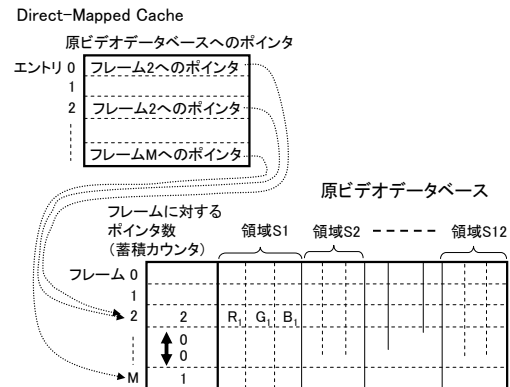 Direct-Mapped Cache
原ビデオデータベースへのポインタ
エントリ 0 フレーム2へのポインタ
1
2 フレーム2へのポインタ
フレームMへのポインタ
原ビデオデータベース
フレームに対する
ポインタ数
(蓄積カウンタ)
領域S1 領域S2 領域S12
フレーム 0
1
2 2 R1 G1 B1
0
0
M 1